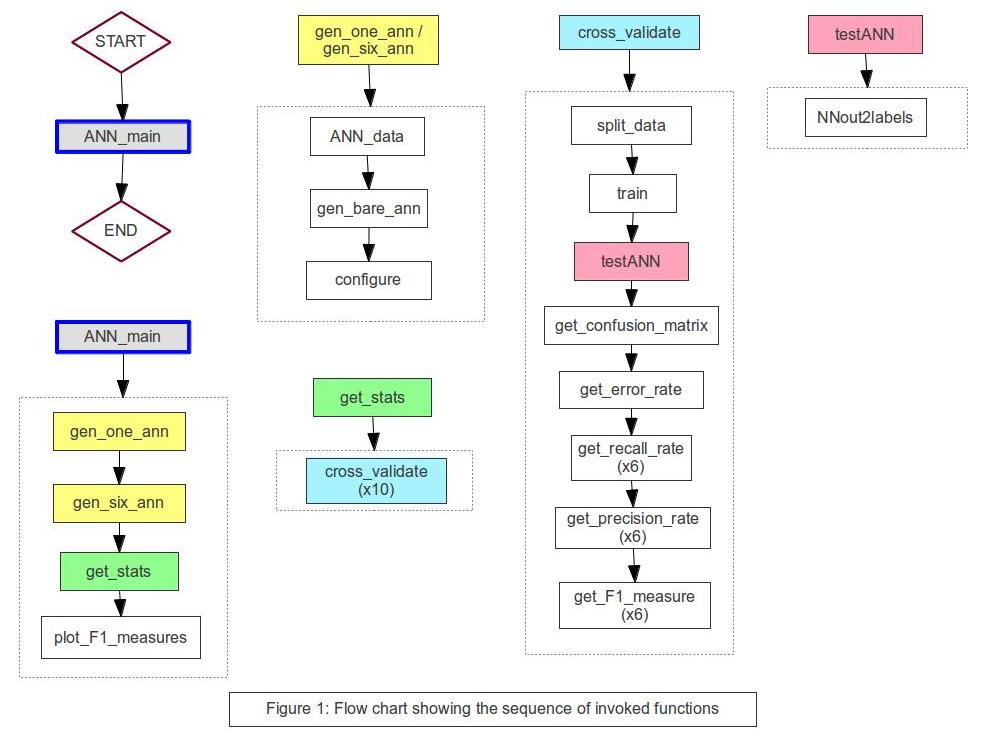 START
ANN_main
END
ANN_main
gen_one_ann
gen_six_ann
get_stats
plot_F1_measures
gen_one_ann /
gen_six_ann
ANN_data
gen_bare_ann
configure
get_stats
cross_validate
(x10)
cross_validate
split_data
train
testANN
get_confusion_matrix
get_error_rate
get_recall_rate
(x6)
get_precision_rate
(x6)
get_F1_measure
(x6)
testANN
NNout2labels
Figure 1: Flow chart showing the sequence of invoked functions